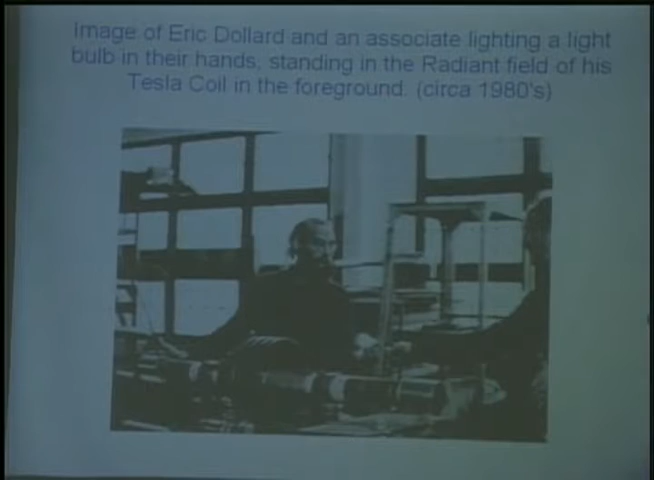 Image of Eric Dollard and an associate lighting a light
bulb in their hands, standing in the Radiant field of his
Tesla Coil in the foreground. (circa 1980's)